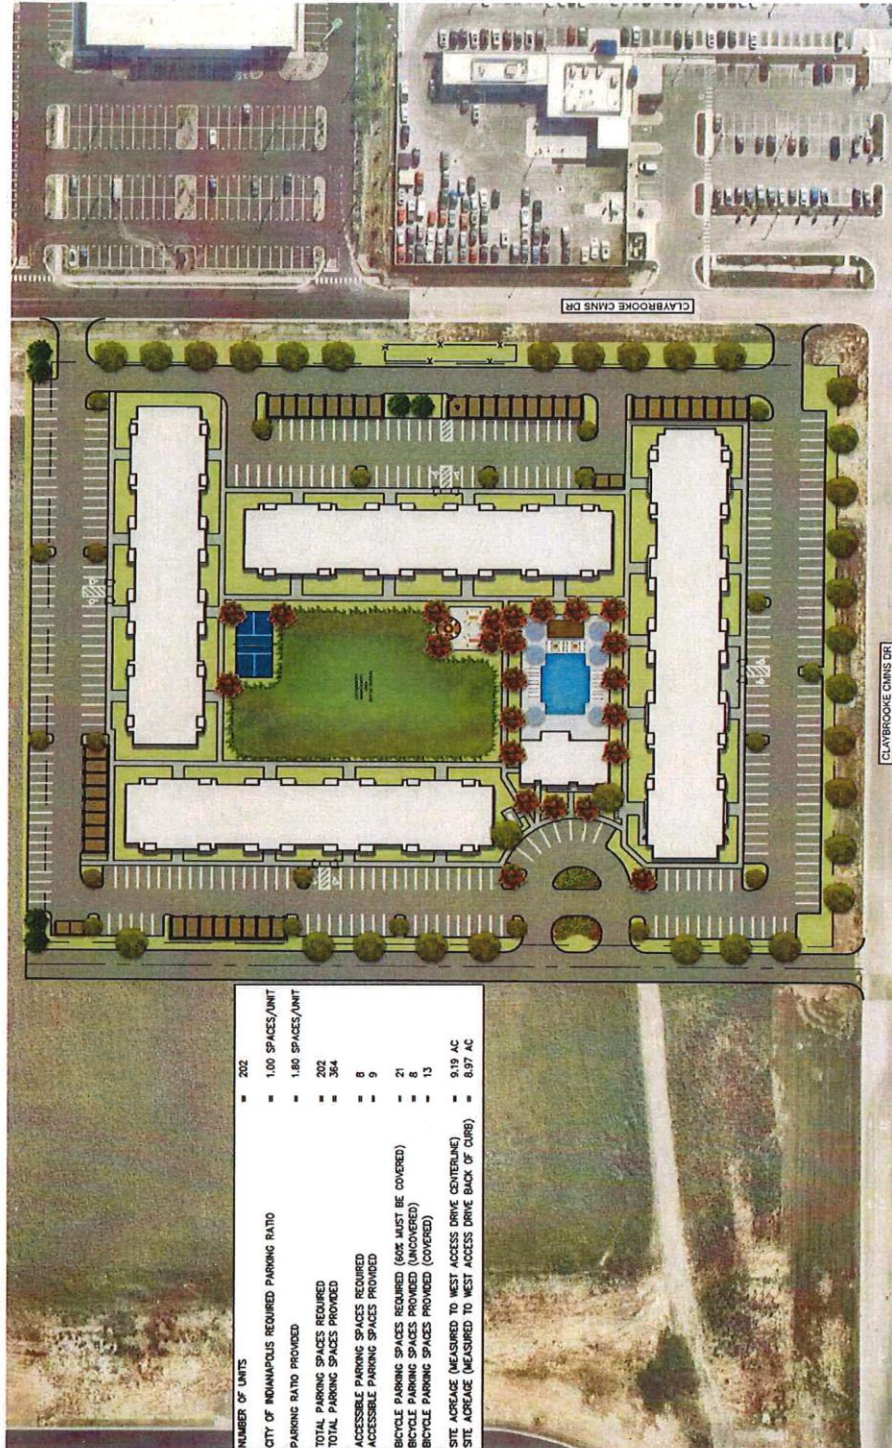 CLAYBROOKE CMNS DR
CLAYBROOKE CMNS DR
NUMBER OF UNITS = 202
CITY OF INDIANAPOLIS REQUIRED PARKING RATIO = 1.00 SPACES/UNIT
PARKING RATIO PROVIDED = 1.80 SPACES/UNIT
TOTAL PARKING SPACES REQUIRED = 202
TOTAL PARKING SPACES PROVIDED = 364
ACCESSIBLE PARKING SPACES REQUIRED = 8
ACCESSIBLE PARKING SPACES PROVIDED = 9
BICYCLE PARKING SPACES REQUIRED (60% MUST BE COVERED) = 21
BICYCLE PARKING SPACES PROVIDED (UNCOVERED) = 8
BICYCLE PARKING SPACES PROVIDED (COVERED) = 13
SITE ACREAGE (MEASURED TO WEST ACCESS DRIVE CENTERLINE) = 9.19 AC
SITE ACREAGE (MEASURED TO WEST ACCESS DRIVE BACK OF CURB) = 8.97 AC